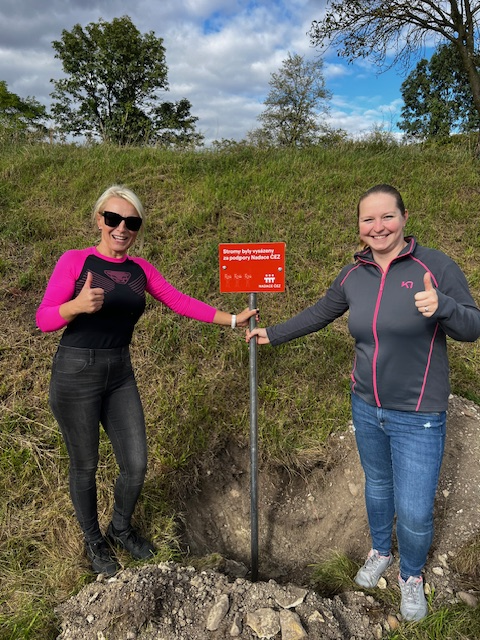 Stromy byly vysázeny
za podpory Nadace ČEZ
NADACE ČEZ